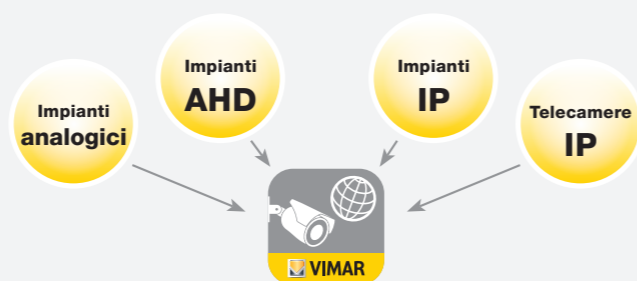 Impianti
analogici
Impianti
AHD
Impianti
IP
Telecamere
IP
VIMAR